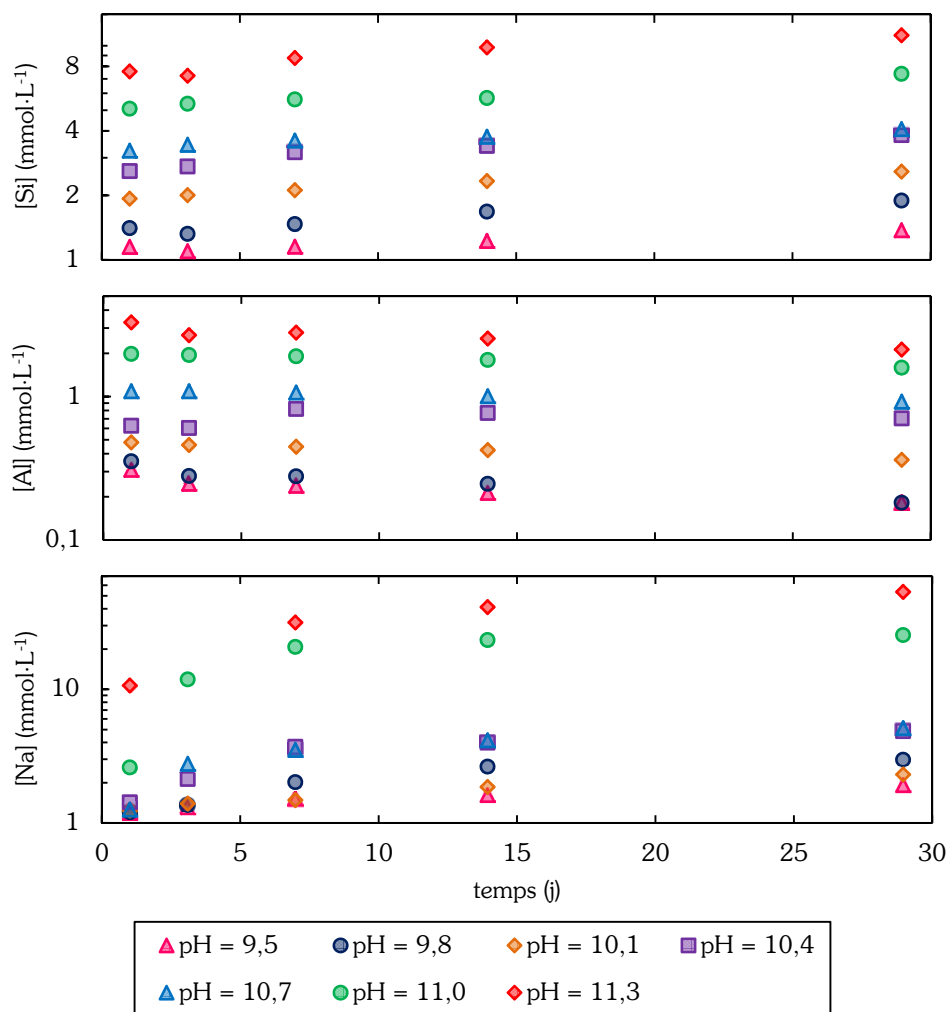 [Si] (mmol·L⁻¹)
8
4
2
1
[Al] (mmol·L⁻¹)
1
0,1
[Na] (mmol·L⁻¹)
10
1
0 5 10 15 20 25 30
temps (j)
pH = 9,5 pH = 9,8 pH = 10,1 pH = 10,4
pH = 10,7 pH = 11,0 pH = 11,3